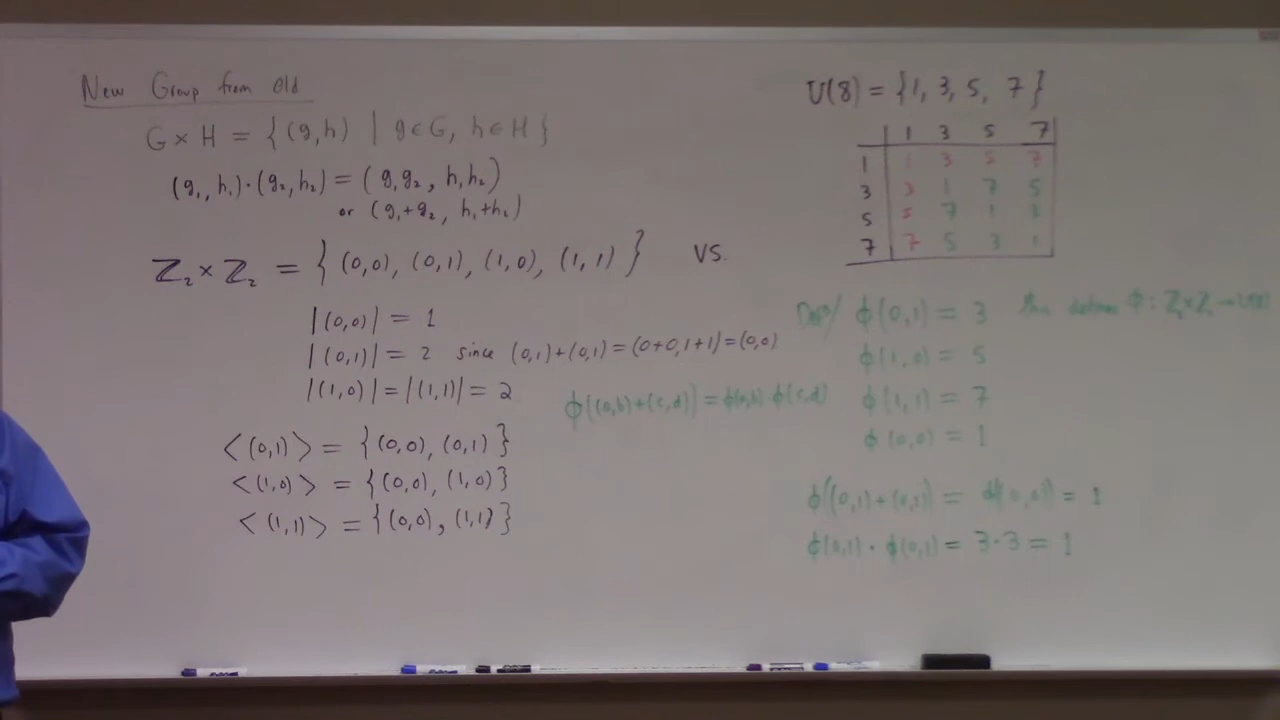 New Group from Old
G × H = { (g,h) | g ∈ G, h ∈ H }
(g₁, h₁)·(g₂, h₂) = (g₁g₂, h₁h₂)
or (g₁+g₂, h₁+h₂)
ℤ₂ × ℤ₂ = { (0,0), (0,1), (1,0), (1,1) } vs.
|(0,0)| = 1
|(0,1)| = 2 since (0,1)+(0,1) = (0+0,1+1) = (0,0)
|(1,0)| = |(1,1)| = 2
<(0,1)> = {(0,0), (0,1)}
<(1,0)> = {(0,0), (1,0)}
<(1,1)> = {(0,0), (1,1)}
ϕ((a,b)+(c,d)) = ϕ(a,b)·ϕ(c,d)
U(8) = {1, 3, 5, 7}
1 3 5 7
1 1 3 5 7
3 3 1 7 5
5 5 7 1 3
7 7 5 3 1
ϕ(0,1) = 3 this defines ϕ: ℤ₂×ℤ₂→U(8)
ϕ(1,0) = 5
ϕ(1,1) = 7
ϕ(0,0) = 1
ϕ((0,1)+(0,1)) = ϕ((0,0)) = 1
ϕ(0,1)·ϕ(0,1) = 3·3 = 1